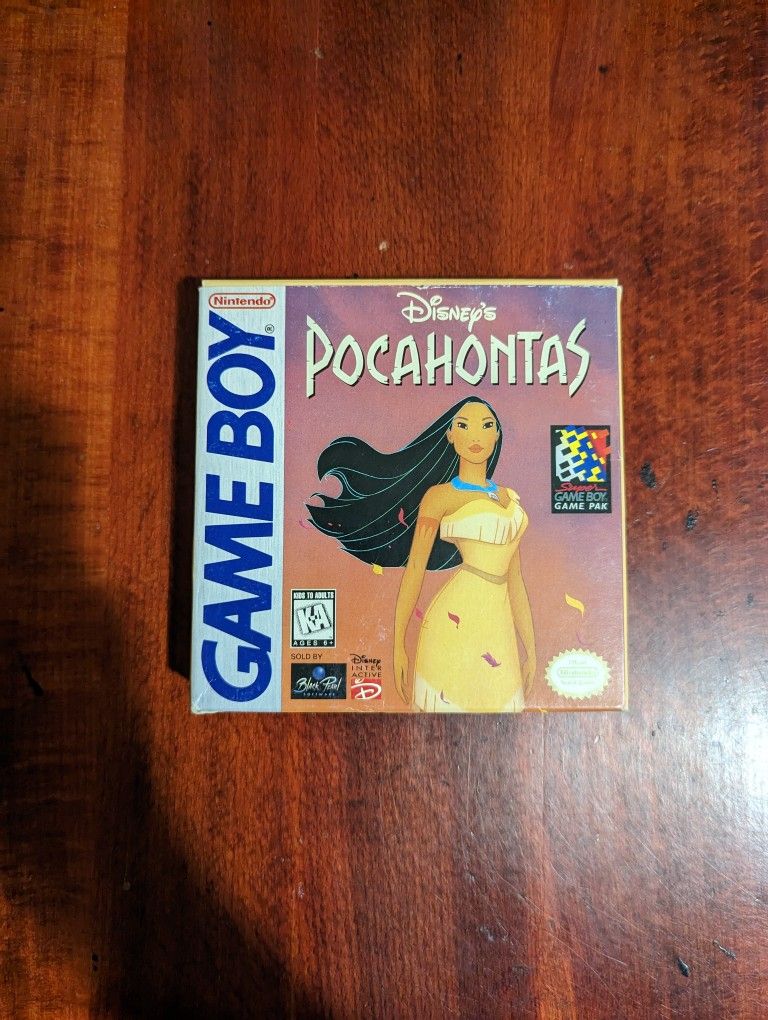 Nintendo®
GAME BOY®
DISNEY'S
POCAHONTAS
Super
GAME BOY
GAME PAK
KIDS TO ADULTS
K-A
AGES 6+
SOLD BY
Black Pearl
SOFTWARE
DISNEY
INTER
ACTIVE
D
Nintendo